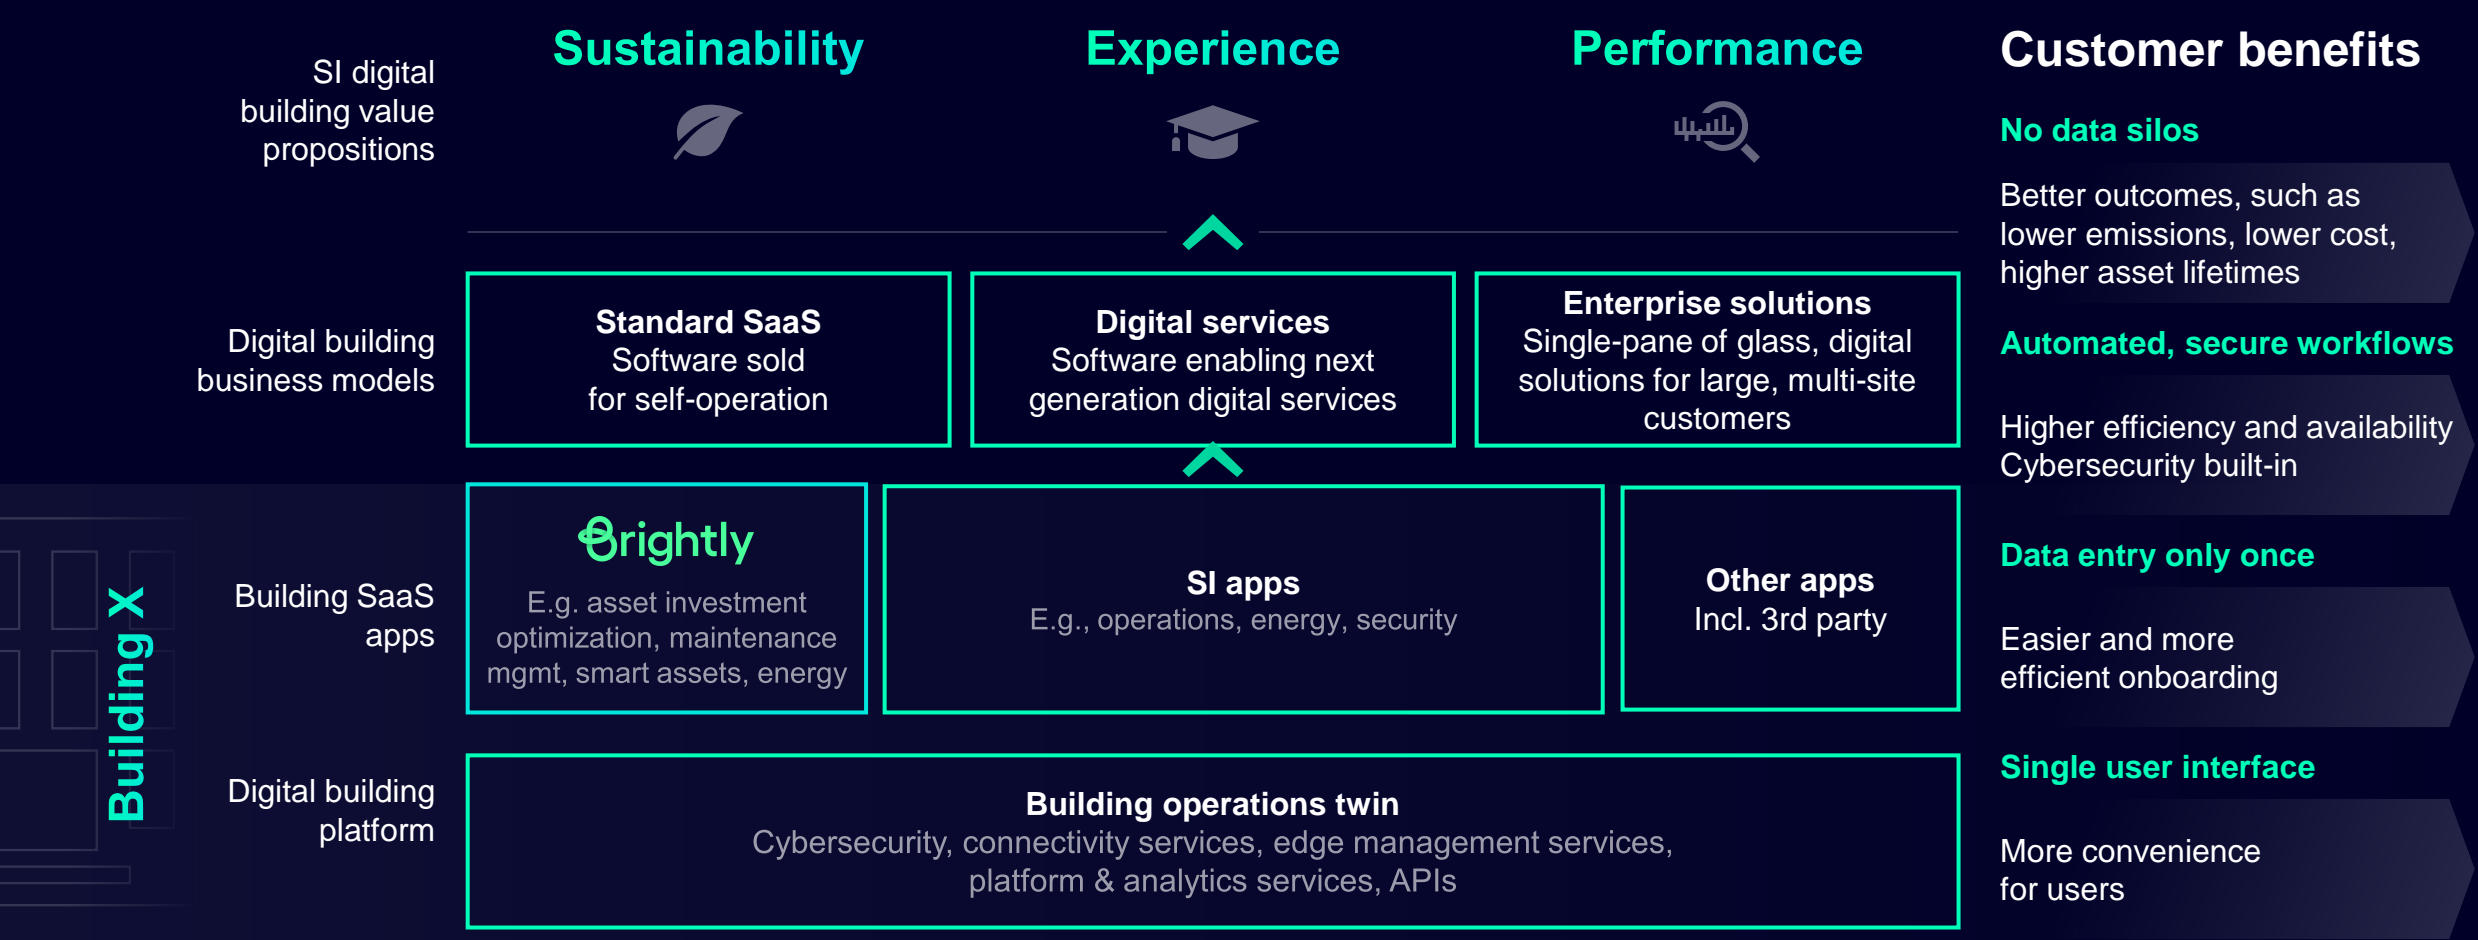 SI digital
building value
propositions
Sustainability
Experience
Performance
Digital building
business models
Standard SaaS
Software sold
for self-operation
Digital services
Software enabling next
generation digital services
Enterprise solutions
Single-pane of glass, digital
solutions for large, multi-site
customers
Building X
Building SaaS
apps
Brightly
E.g. asset investment
optimization, maintenance
mgmt, smart assets, energy
SI apps
E.g., operations, energy, security
Other apps
Incl. 3rd party
Digital building
platform
Building operations twin
Cybersecurity, connectivity services, edge management services,
platform & analytics services, APIs
Customer benefits
No data silos
Better outcomes, such as
lower emissions, lower cost,
higher asset lifetimes
Automated, secure workflows
Higher efficiency and availability
Cybersecurity built-in
Data entry only once
Easier and more
efficient onboarding
Single user interface
More convenience
for users